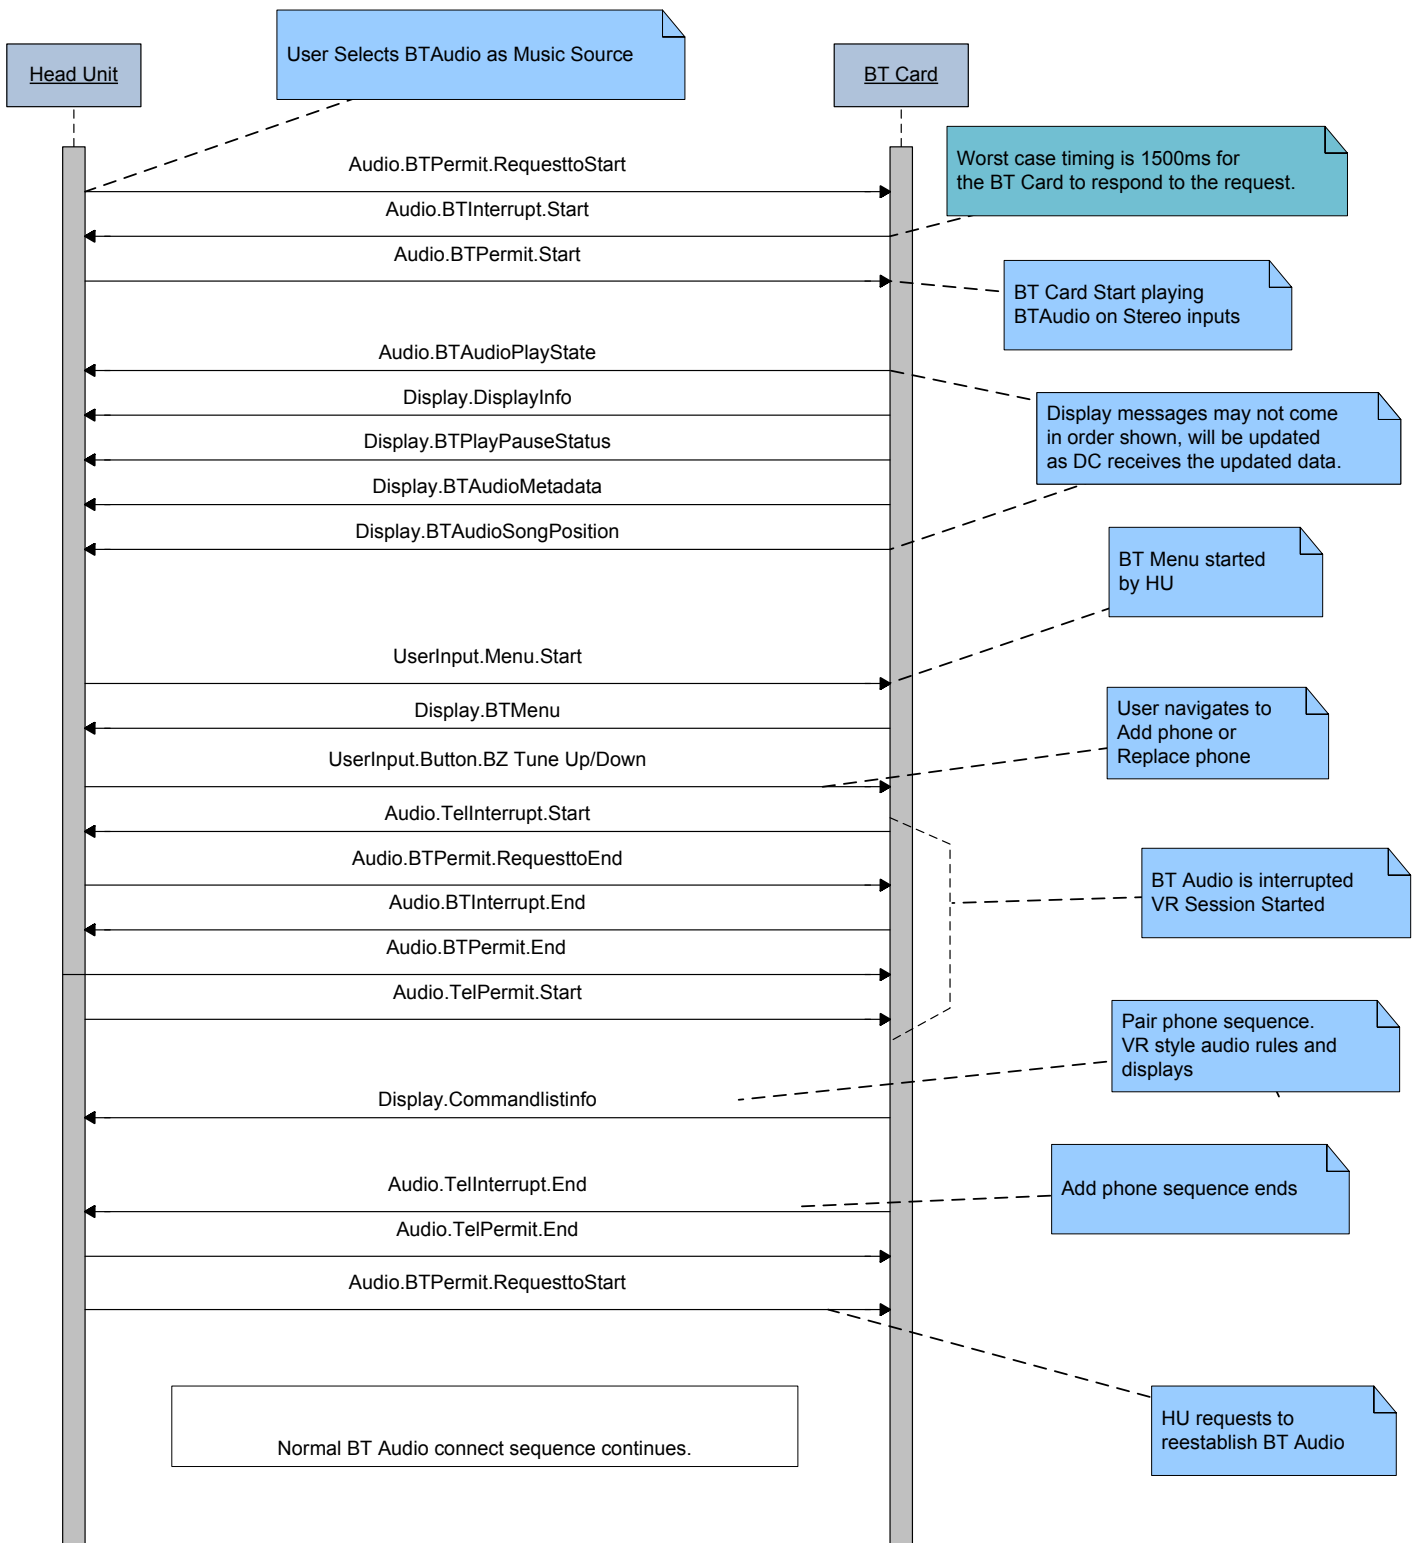 User Selects BTAudio as Music Source
Head Unit
BT Card
Audio.BTPermit.RequesttoStart
Worst case timing is 1500ms for
the BT Card to respond to the request.
Audio.BTInterrupt.Start
Audio.BTPermit.Start
BT Card Start playing
BTAudio on Stereo inputs
Audio.BTAudioPlayState
Display.DisplayInfo
Display messages may not come
in order shown, will be updated
as DC receives the updated data.
Display.BTPlayPauseStatus
Display.BTAudioMetadata
Display.BTAudioSongPosition
BT Menu started
by HU
UserInput.Menu.Start
Display.BTMenu
User navigates to
Add phone or
Replace phone
UserInput.Button.BZ Tune Up/Down
Audio.TelInterrupt.Start
Audio.BTPermit.RequesttoEnd
BT Audio is interrupted
VR Session Started
Audio.BTInterrupt.End
Audio.BTPermit.End
Audio.TelPermit.Start
Pair phone sequence.
VR style audio rules and
displays
Display.Commandlistinfo
Audio.TelInterrupt.End
Add phone sequence ends
Audio.TelPermit.End
Audio.BTPermit.RequesttoStart
HU requests to
reestablish BT Audio
Normal BT Audio connect sequence continues.